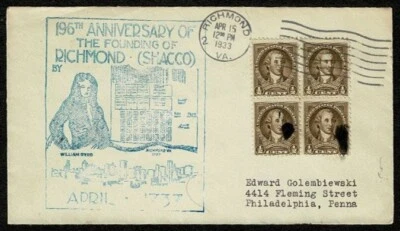 196TH ANNIVERSARY OF
THE FOUNDING OF
RICHMOND - (SHACCO)
BY
WILLIAM BYRD
APRIL 1737
N. RICHMOND
APR 15
12 PM
1933
VA.
Edward Golembiewski
4414 Fleming Street
Philadelphia, Penna